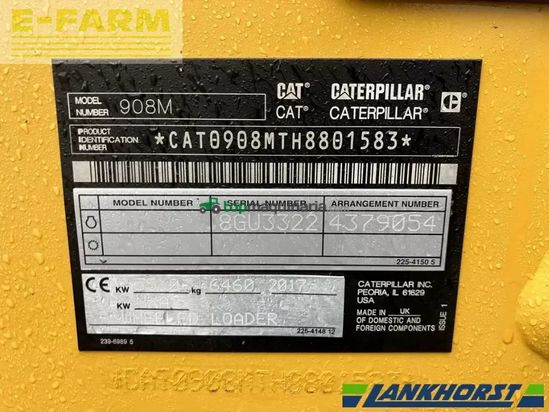 E-FARM
MODEL NUMBER 908M
CAT CATERPILLAR
CAT® CATERPILLAR®
PRODUCT IDENTIFICATION NUMBER *CAT0908MTH8801583*
MODEL NUMBER SERIAL NUMBER ARRANGEMENT NUMBER
8GU3322 4379054
topmaquinaria
225-4150 5
CE KW kg 6460 2017
KW
WHEELED LOADER
225-4148 12
239-6989 5
CATERPILLAR INC.
PEORIA, IL 61629
USA
MADE IN UK
OF DOMESTIC AND
FOREIGN COMPONENTS
ISSUE 1
LANKHORST